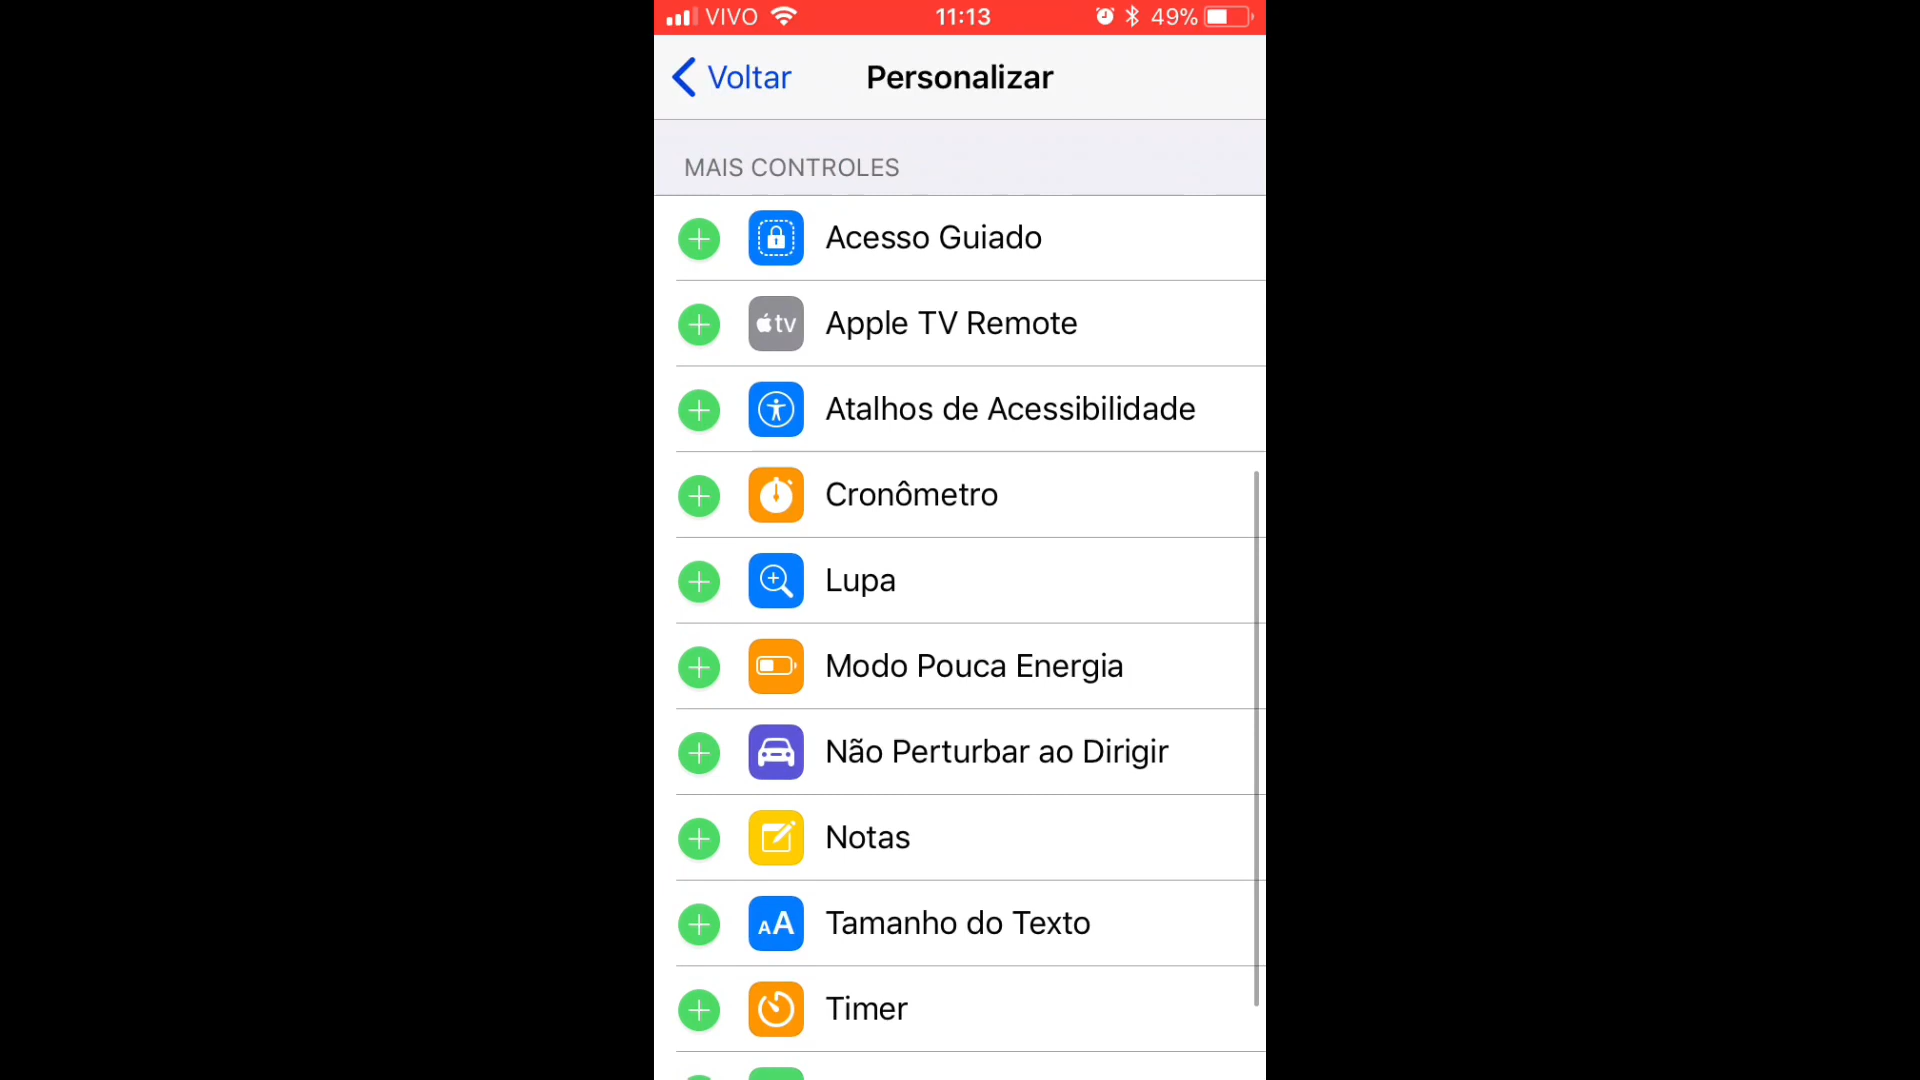 VIVO 11:13 49%
Voltar Personalizar
MAIS CONTROLES
Acesso Guiado
tv Apple TV Remote
Atalhos de Acessibilidade
Cronômetro
Lupa
Modo Pouca Energia
Não Perturbar ao Dirigir
Notas
AA Tamanho do Texto
Timer